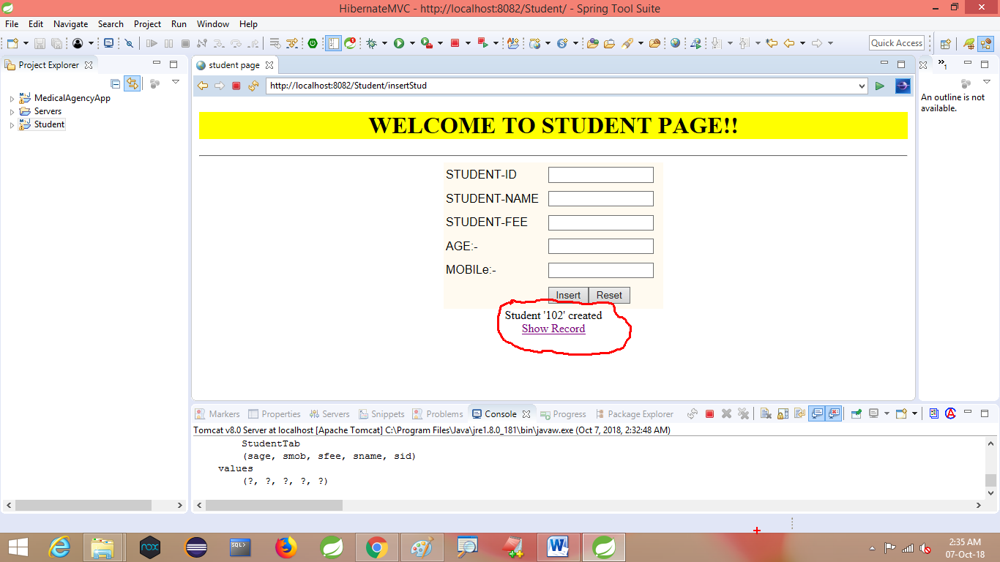 HibernateMVC - http://localhost:8082/Student/ - Spring Tool Suite
File Edit Navigate Search Project Run Window Help
Quick Access
Project Explorer
MedicalAgencyApp
Servers
Student
student page
http://localhost:8082/Student/insertStud
1
An outline is not
available.
WELCOME TO STUDENT PAGE!!
STUDENT-ID
STUDENT-NAME
STUDENT-FEE
AGE:-
MOBILe:-
Insert Reset
Student '102' created
Show Record
Markers Properties Servers Snippets Problems Console Progress Package Explorer
Tomcat v8.0 Server at localhost [Apache Tomcat] C:\Program Files\Java\jre1.8.0_181\bin\javaw.exe (Oct 7, 2018, 2:32:48 AM)
StudentTab
(sage, smob, sfee, sname, sid)
values
(?, ?, ?, ?, ?)
nox
SQL>
2:35 AM
07-Oct-18